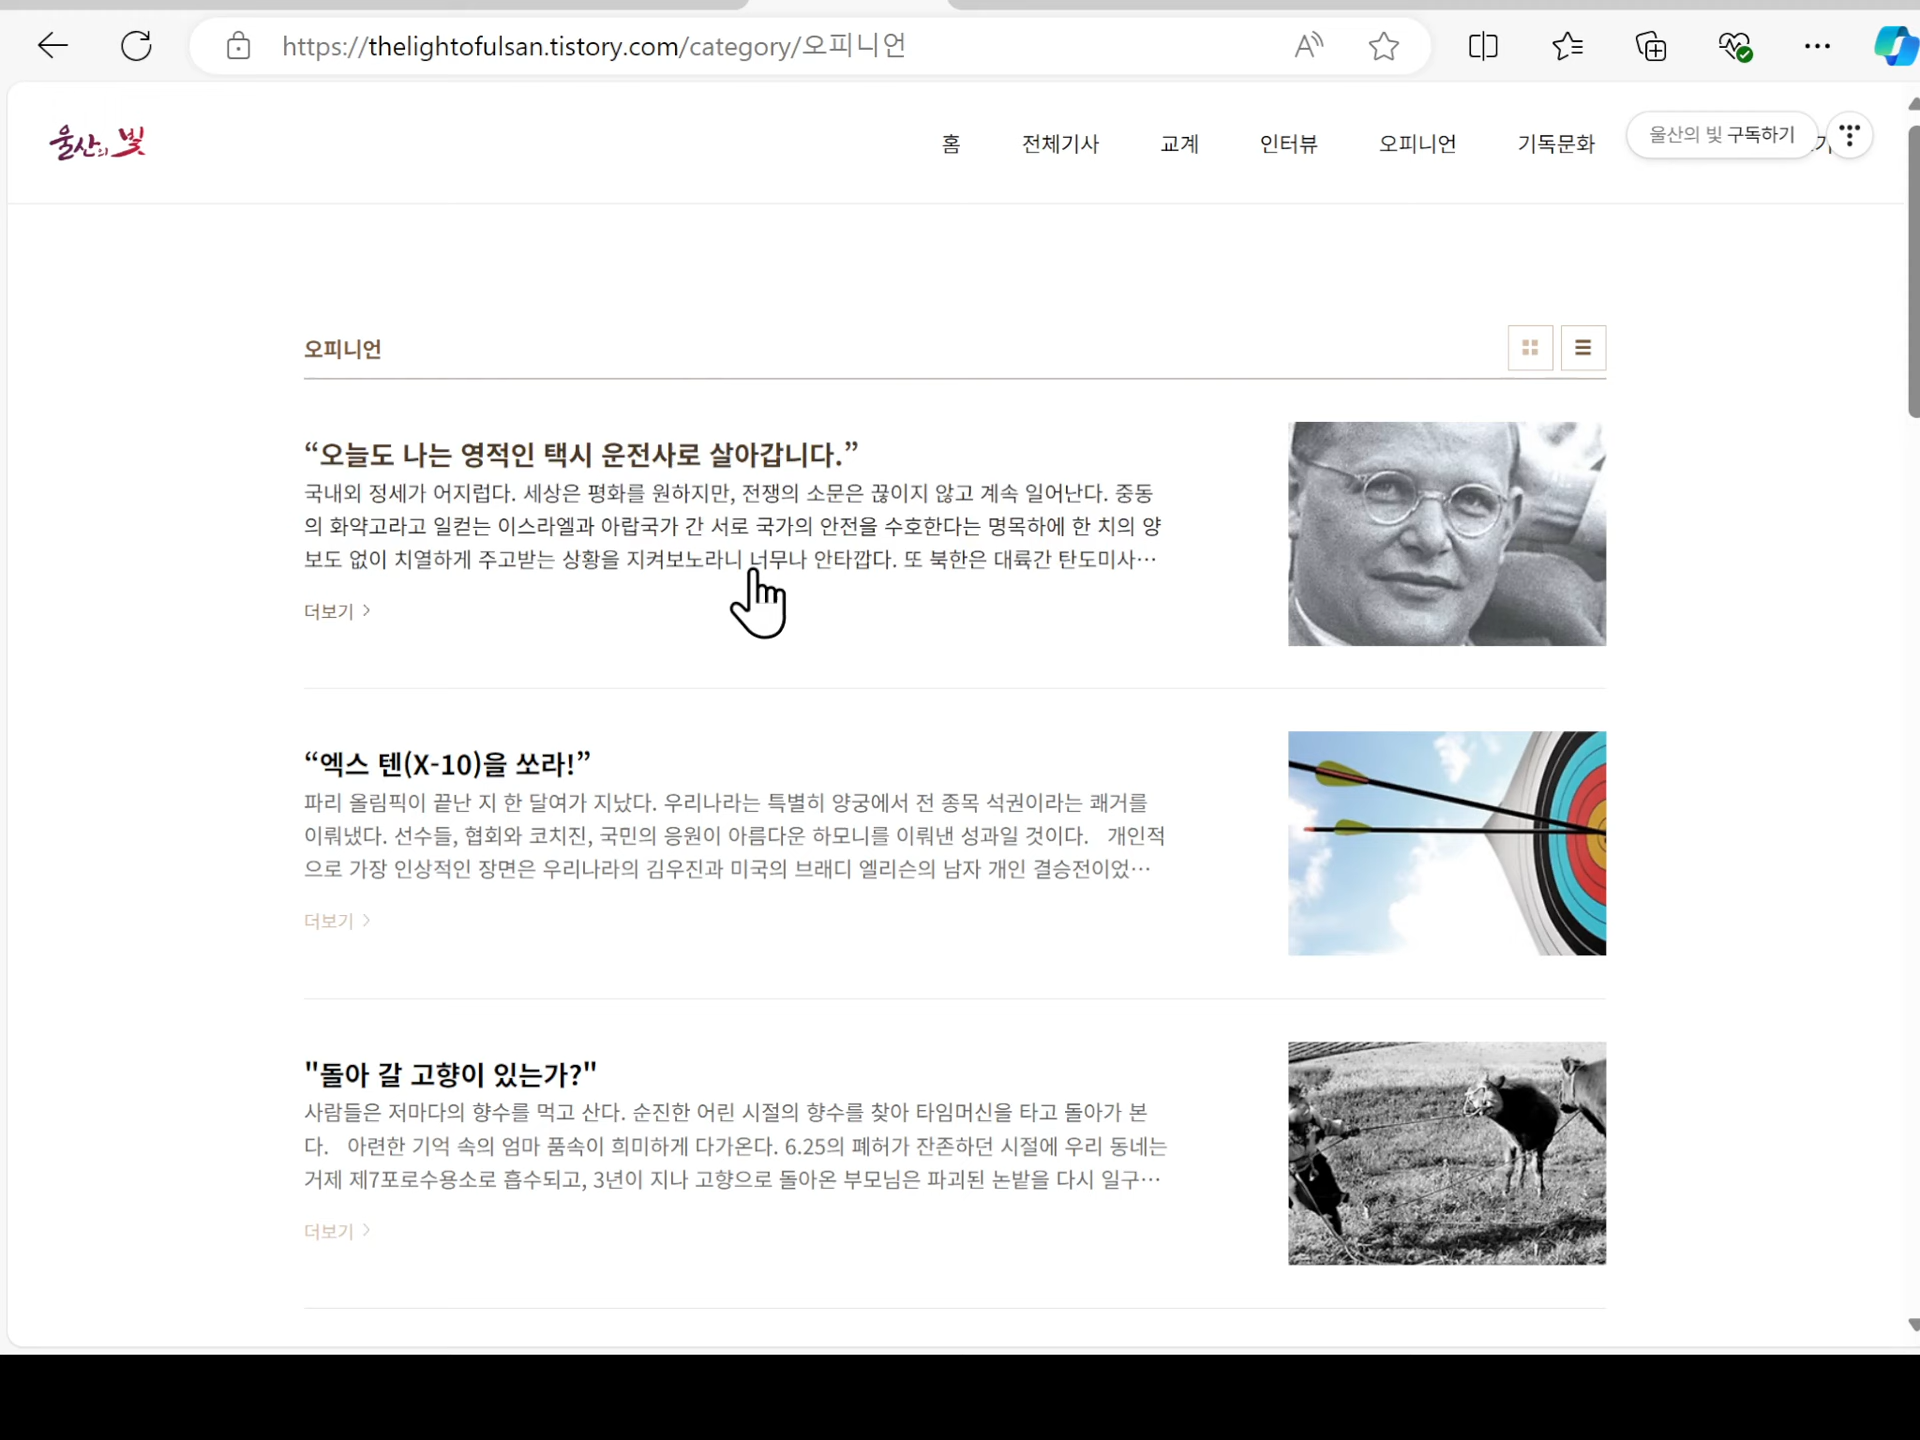 https://thelightofulsan.tistory.com/category/오피니언
울산의 빛
홈
전체기사
교계
인터뷰
오피니언
기독문화
울산의 빛 구독하기
오피니언
“오늘도 나는 영적인 택시 운전사로 살아갑니다.”
국내외 정세가 어지럽다. 세상은 평화를 원하지만, 전쟁의 소문은 끊이지 않고 계속 일어난다. 중동
의 화약고라고 일컫는 이스라엘과 아랍국가 간 서로 국가의 안전을 수호한다는 명목하에 한 치의 양
보도 없이 치열하게 주고받는 상황을 지켜보노라니 너무나 안타깝다. 또 북한은 대륙간 탄도미사…
더보기
“엑스 텐(X-10)을 쏘라!”
파리 올림픽이 끝난 지 한 달여가 지났다. 우리나라는 특별히 양궁에서 전 종목 석권이라는 쾌거를
이뤄냈다. 선수들, 협회와 코치진, 국민의 응원이 아름다운 하모니를 이뤄낸 성과일 것이다. 개인적
으로 가장 인상적인 장면은 우리나라의 김우진과 미국의 브래디 엘리슨의 남자 개인 결승전이었…
더보기
"돌아 갈 고향이 있는가?"
사람들은 저마다의 향수를 먹고 산다. 순진한 어린 시절의 향수를 찾아 타임머신을 타고 돌아가 본
다. 아련한 기억 속의 엄마 품속이 희미하게 다가온다. 6.25의 폐허가 잔존하던 시절에 우리 동네는
거제 제7포로수용소로 흡수되고, 3년이 지나 고향으로 돌아온 부모님은 파괴된 논밭을 다시 일구…
더보기